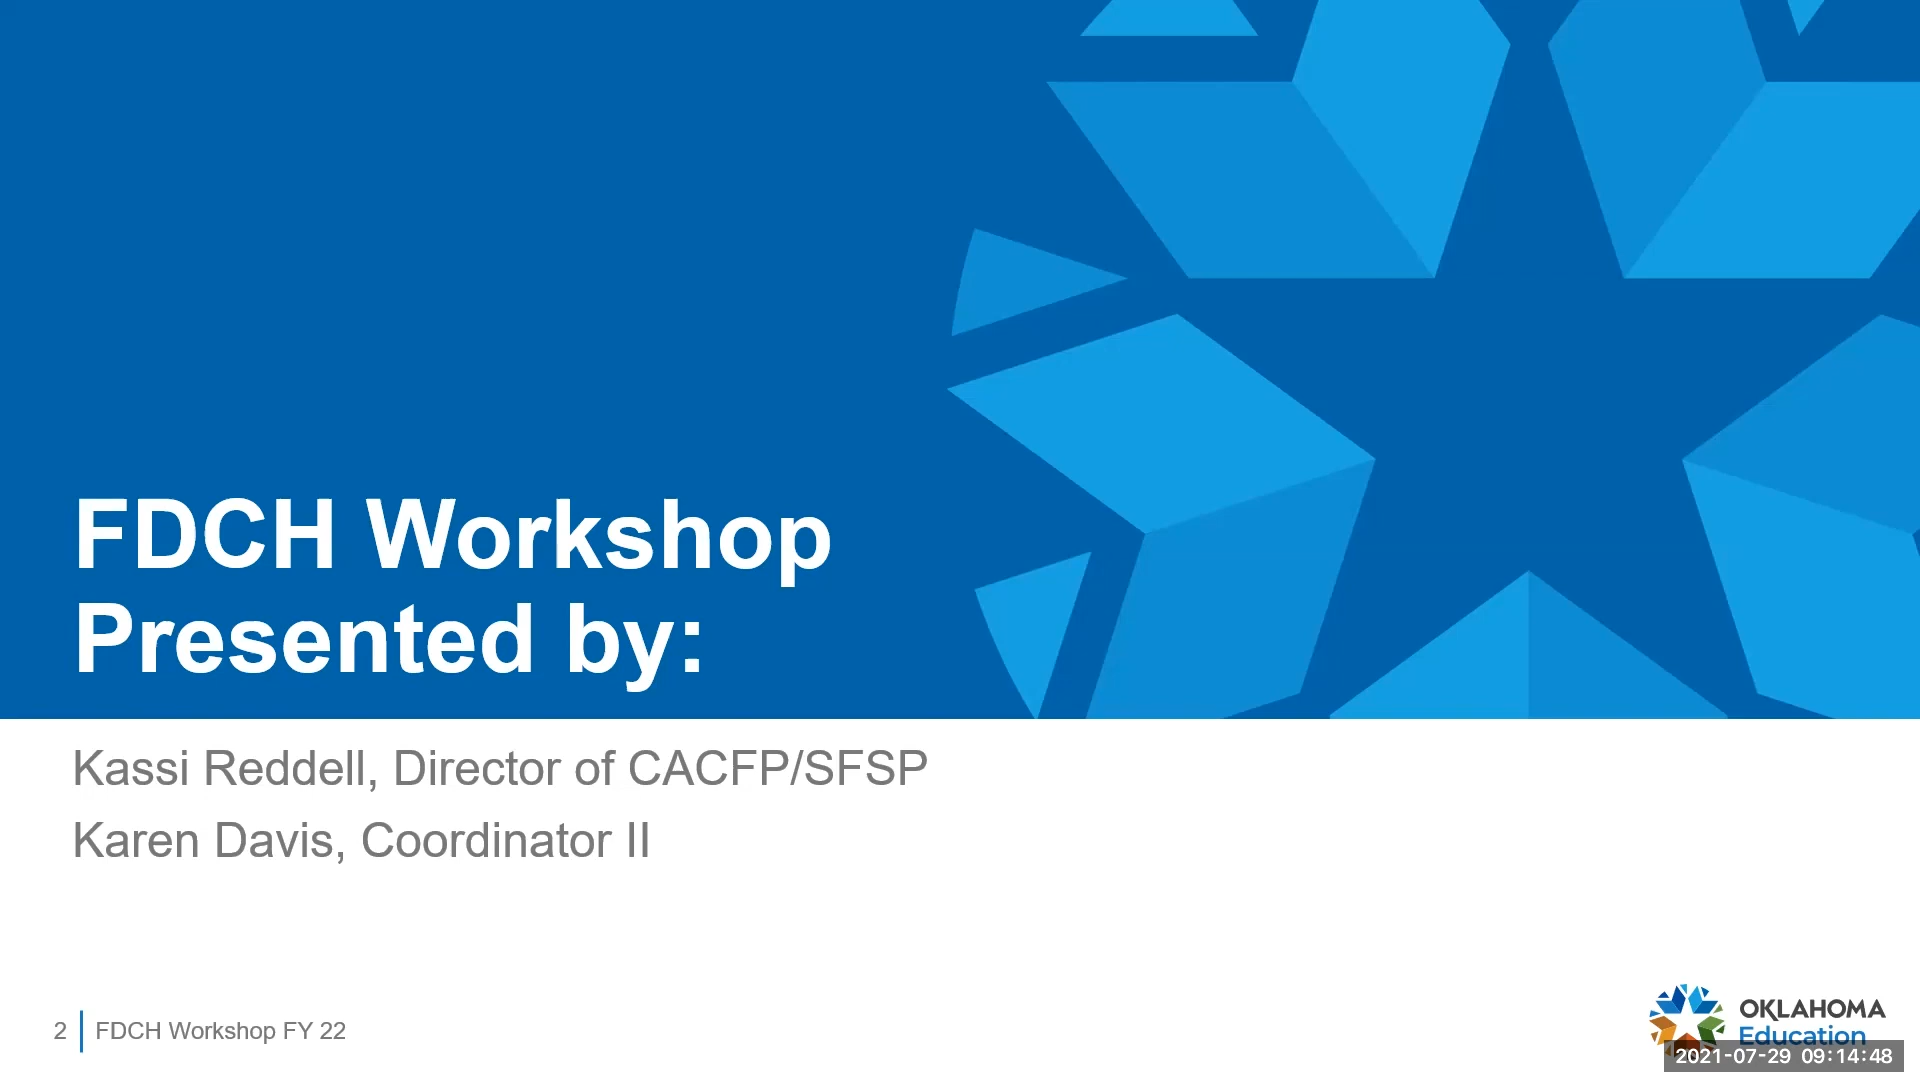 FDCH Workshop
Presented by:
Kassi Reddell, Director of CACFP/SFSP
Karen Davis, Coordinator II
2 FDCH Workshop FY 22
OKLAHOMA
Education
2021-07-29 09:14:48